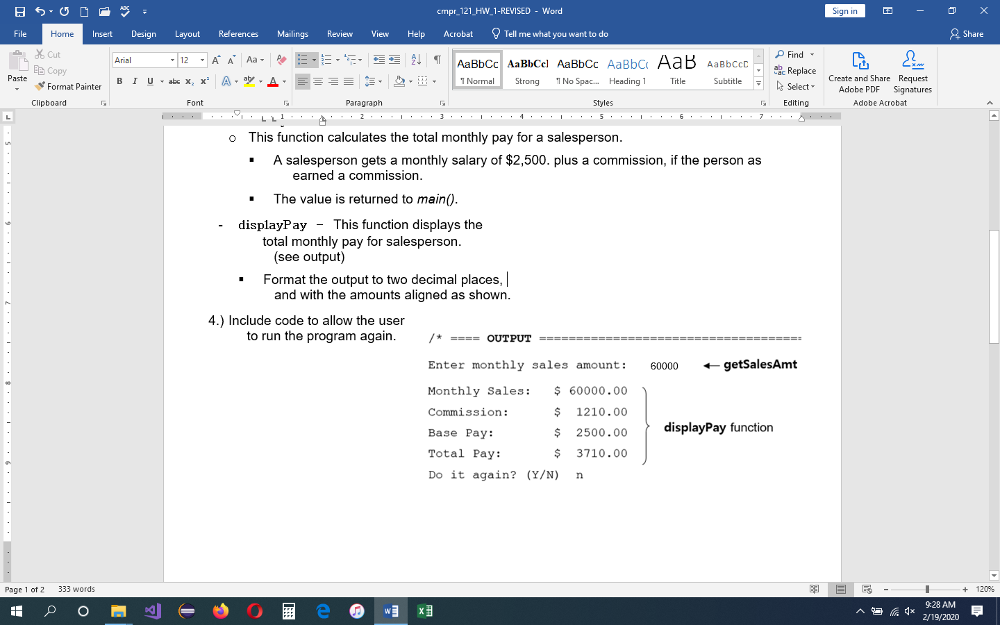 cmpr_121_HW_1-REVISED - Word
Sign in
File Home Insert Design Layout References Mailings Review View Help Acrobat Tell me what you want to do Share
Paste
Cut
Copy
Format Painter
Clipboard
Arial 12
Font
Paragraph
AaBbCc AaBbCcl AaBbCc AaBbCc AaB AaBbCcD
¶ Normal Strong ¶ No Spac... Heading 1 Title Subtitle
Styles
Find
Replace
Select
Editing
Create and Share Adobe PDF
Request Signatures
Adobe Acrobat
1 2 3 4 5 6 7
o This function calculates the total monthly pay for a salesperson.
▪ A salesperson gets a monthly salary of $2,500. plus a commission, if the person as
earned a commission.
▪ The value is returned to main().
- displayPay – This function displays the
total monthly pay for salesperson.
(see output)
▪ Format the output to two decimal places,
and with the amounts aligned as shown.
4.) Include code to allow the user
to run the program again.
/* ==== OUTPUT ====================================
Enter monthly sales amount: 60000 ← getSalesAmt
Monthly Sales: $ 60000.00
Commission: $ 1210.00
Base Pay: $ 2500.00
displayPay function
Total Pay: $ 3710.00
Do it again? (Y/N) n
Page 1 of 2 333 words
120%
9:28 AM
2/19/2020